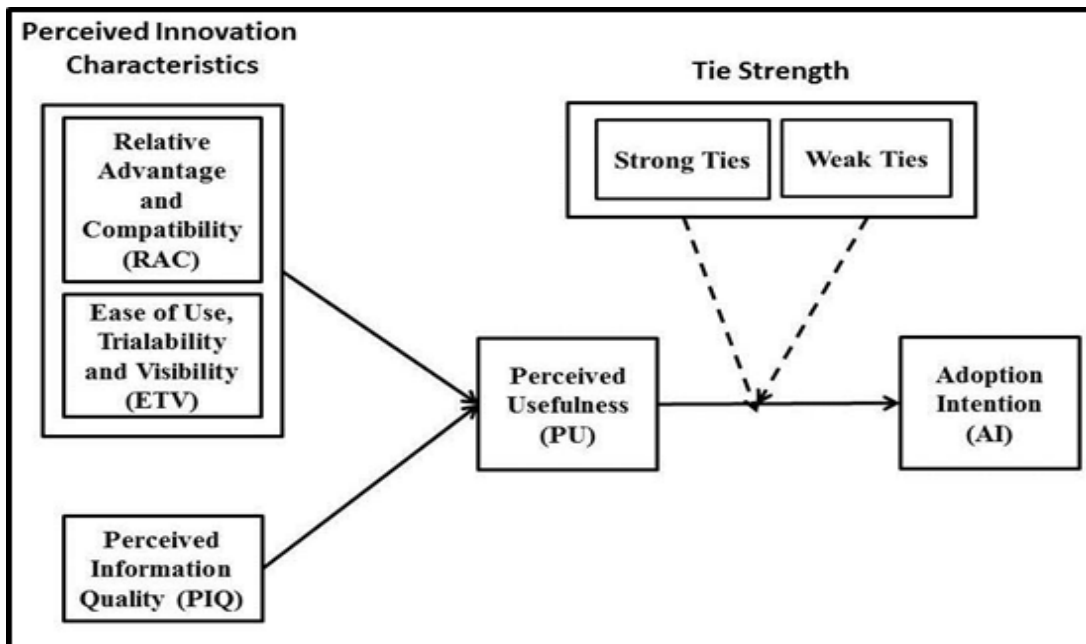 Perceived Innovation
Characteristics
Relative
Advantage
and
Compatibility
(RAC)
Ease of Use,
Trialability
and Visibility
(ETV)
Perceived
Information
Quality (PIQ)
Tie Strength
Strong Ties
Weak Ties
Perceived
Usefulness
(PU)
Adoption
Intention
(AI)